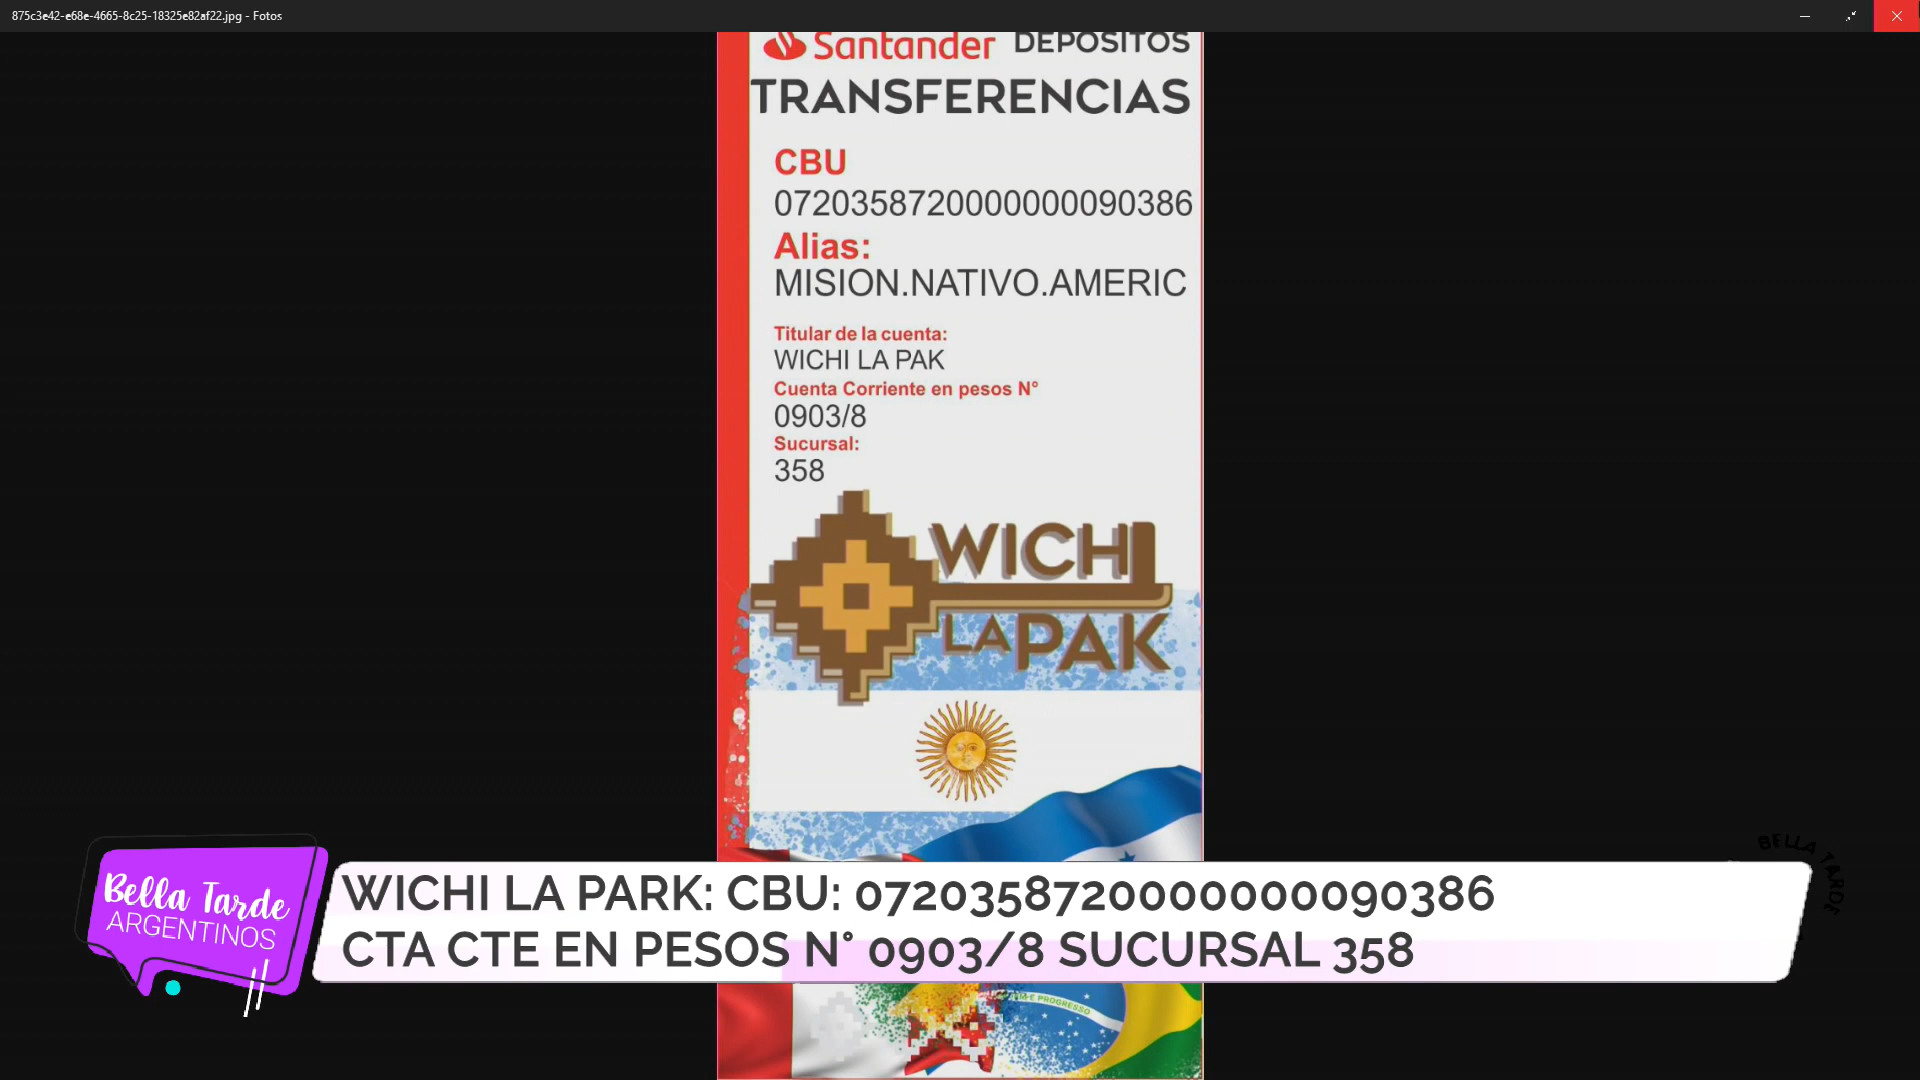 875c3e42-e68e-4665-8c25-18325e82af22.jpg - Fotos
Santander DEPOSITOS
TRANSFERENCIAS
CBU
0720358720000000090386
Alias:
MISION.NATIVO.AMERIC
Titular de la cuenta:
WICHI LA PAK
Cuenta Corriente en pesos N°
0903/8
Sucursal:
358
WICHI
LA PAK
Bella Tarde
ARGENTINOS
WICHI LA PARK: CBU: 0720358720000000090386
CTA CTE EN PESOS N° 0903/8 SUCURSAL 358
BELLA TARDE
M E PROGRESSO